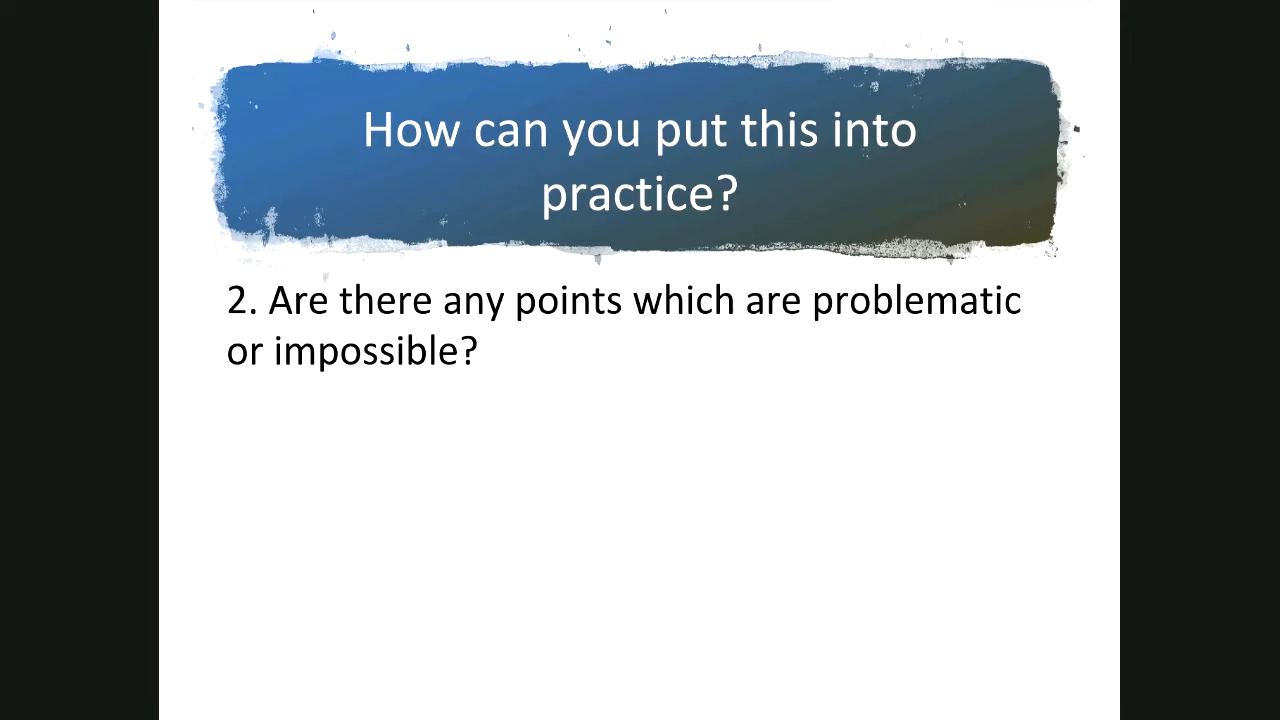 How can you put this into
practice?
2. Are there any points which are problematic
or impossible?